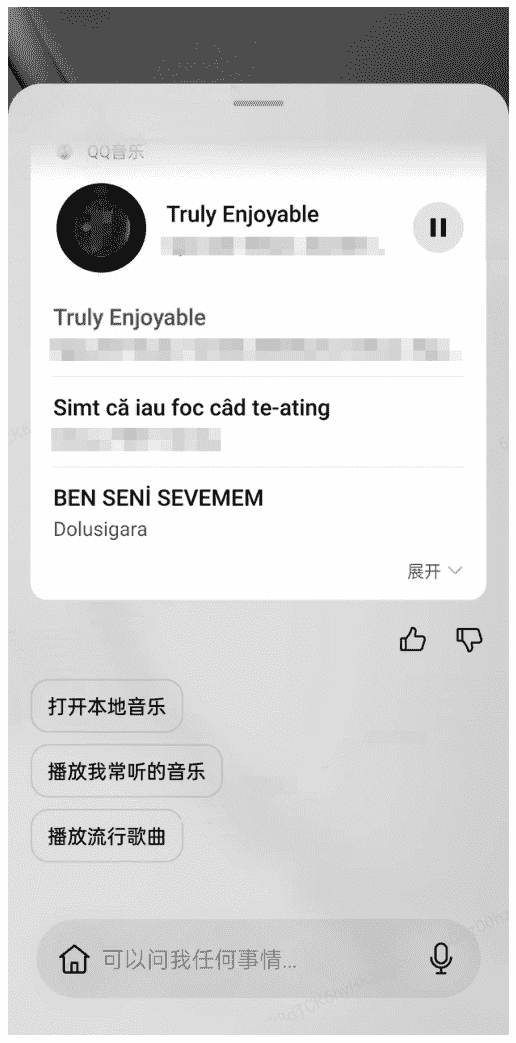 QQ音乐
Truly Enjoyable
Truly Enjoyable
Simt că iau foc câd te-ating
BEN SENİ SEVEMEM
Dolusigara
展开
打开本地音乐
播放我常听的音乐
播放流行歌曲
可以问我任何事情...